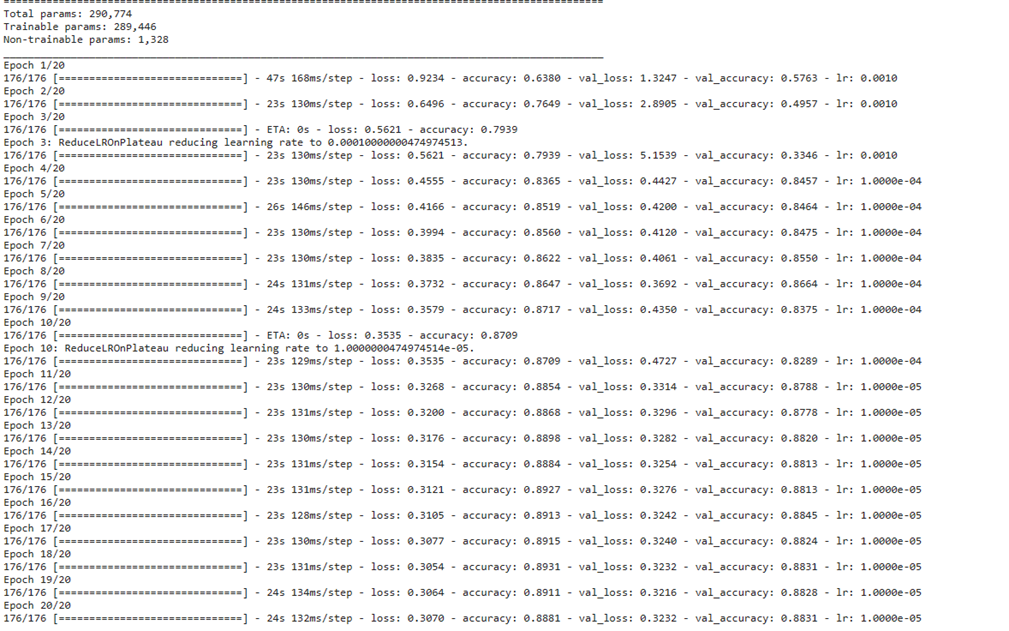 ==================================================================================================
Total params: 290,774
Trainable params: 289,446
Non-trainable params: 1,328
__________________________________________________________________________________________________
Epoch 1/20
176/176 [==============================] - 47s 168ms/step - loss: 0.9234 - accuracy: 0.6380 - val_loss: 1.3247 - val_accuracy: 0.5763 - lr: 0.0010
Epoch 2/20
176/176 [==============================] - 23s 130ms/step - loss: 0.6496 - accuracy: 0.7649 - val_loss: 2.8905 - val_accuracy: 0.4957 - lr: 0.0010
Epoch 3/20
176/176 [==============================] - ETA: 0s - loss: 0.5621 - accuracy: 0.7939
Epoch 3: ReduceLROnPlateau reducing learning rate to 0.00010000000474974513.
176/176 [==============================] - 23s 130ms/step - loss: 0.5621 - accuracy: 0.7939 - val_loss: 5.1539 - val_accuracy: 0.3346 - lr: 0.0010
Epoch 4/20
176/176 [==============================] - 23s 130ms/step - loss: 0.4555 - accuracy: 0.8365 - val_loss: 0.4427 - val_accuracy: 0.8457 - lr: 1.0000e-04
Epoch 5/20
176/176 [==============================] - 26s 146ms/step - loss: 0.4166 - accuracy: 0.8519 - val_loss: 0.4200 - val_accuracy: 0.8464 - lr: 1.0000e-04
Epoch 6/20
176/176 [==============================] - 23s 130ms/step - loss: 0.3994 - accuracy: 0.8560 - val_loss: 0.4120 - val_accuracy: 0.8475 - lr: 1.0000e-04
Epoch 7/20
176/176 [==============================] - 23s 130ms/step - loss: 0.3835 - accuracy: 0.8622 - val_loss: 0.4061 - val_accuracy: 0.8550 - lr: 1.0000e-04
Epoch 8/20
176/176 [==============================] - 24s 131ms/step - loss: 0.3732 - accuracy: 0.8647 - val_loss: 0.3692 - val_accuracy: 0.8664 - lr: 1.0000e-04
Epoch 9/20
176/176 [==============================] - 24s 133ms/step - loss: 0.3579 - accuracy: 0.8717 - val_loss: 0.4350 - val_accuracy: 0.8375 - lr: 1.0000e-04
Epoch 10/20
176/176 [==============================] - ETA: 0s - loss: 0.3535 - accuracy: 0.8709
Epoch 10: ReduceLROnPlateau reducing learning rate to 1.0000000474974514e-05.
176/176 [==============================] - 23s 129ms/step - loss: 0.3535 - accuracy: 0.8709 - val_loss: 0.4727 - val_accuracy: 0.8289 - lr: 1.0000e-04
Epoch 11/20
176/176 [==============================] - 23s 130ms/step - loss: 0.3268 - accuracy: 0.8854 - val_loss: 0.3314 - val_accuracy: 0.8788 - lr: 1.0000e-05
Epoch 12/20
176/176 [==============================] - 23s 131ms/step - loss: 0.3200 - accuracy: 0.8868 - val_loss: 0.3296 - val_accuracy: 0.8778 - lr: 1.0000e-05
Epoch 13/20
176/176 [==============================] - 23s 130ms/step - loss: 0.3176 - accuracy: 0.8898 - val_loss: 0.3282 - val_accuracy: 0.8820 - lr: 1.0000e-05
Epoch 14/20
176/176 [==============================] - 23s 131ms/step - loss: 0.3154 - accuracy: 0.8884 - val_loss: 0.3254 - val_accuracy: 0.8813 - lr: 1.0000e-05
Epoch 15/20
176/176 [==============================] - 23s 131ms/step - loss: 0.3121 - accuracy: 0.8927 - val_loss: 0.3276 - val_accuracy: 0.8813 - lr: 1.0000e-05
Epoch 16/20
176/176 [==============================] - 23s 128ms/step - loss: 0.3105 - accuracy: 0.8913 - val_loss: 0.3242 - val_accuracy: 0.8845 - lr: 1.0000e-05
Epoch 17/20
176/176 [==============================] - 23s 130ms/step - loss: 0.3077 - accuracy: 0.8915 - val_loss: 0.3240 - val_accuracy: 0.8824 - lr: 1.0000e-05
Epoch 18/20
176/176 [==============================] - 23s 131ms/step - loss: 0.3054 - accuracy: 0.8931 - val_loss: 0.3232 - val_accuracy: 0.8831 - lr: 1.0000e-05
Epoch 19/20
176/176 [==============================] - 24s 134ms/step - loss: 0.3064 - accuracy: 0.8911 - val_loss: 0.3216 - val_accuracy: 0.8828 - lr: 1.0000e-05
Epoch 20/20
176/176 [==============================] - 24s 132ms/step - loss: 0.3070 - accuracy: 0.8881 - val_loss: 0.3232 - val_accuracy: 0.8831 - lr: 1.0000e-05